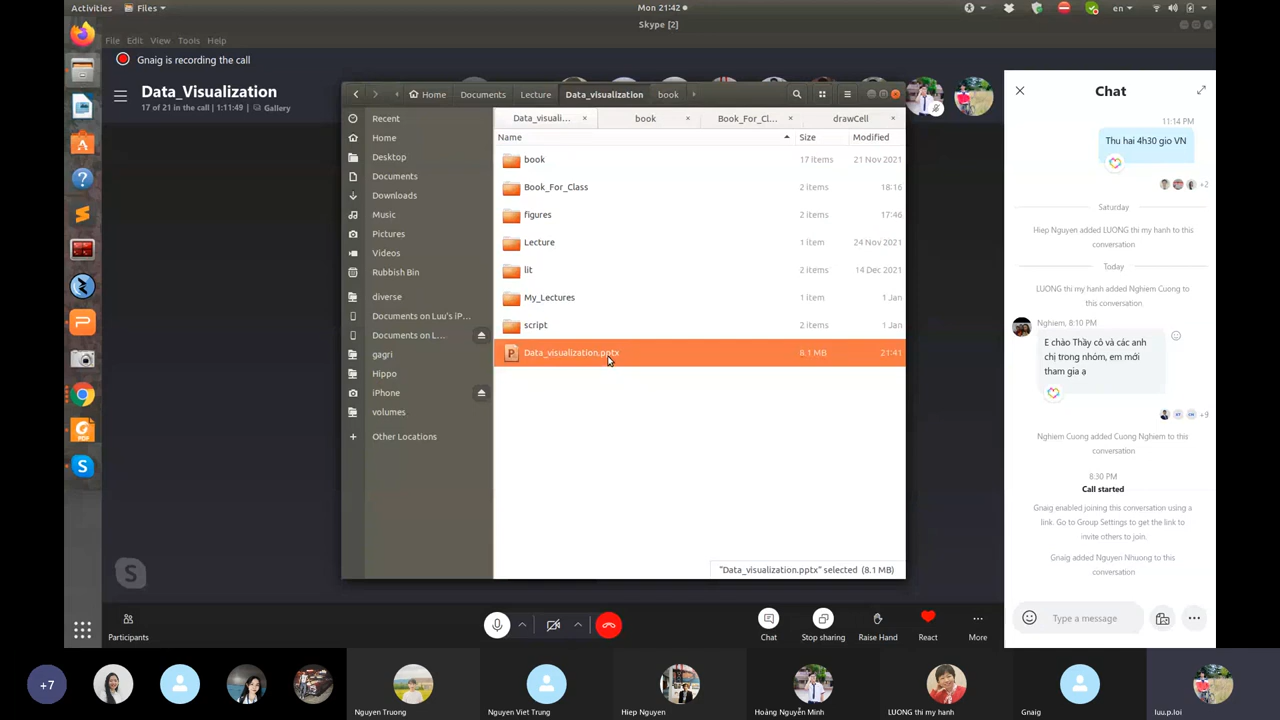 Activities
Files
Mon 21:42
en
Skype [2]
File Edit View Tools Help
Gnaig is recording the call
Data_Visualization
17 of 21 in the call | 1:11:49 | Gallery
Home Documents Lecture Data_visualization book
Data_visuali...
book
Book_For_Cl...
drawCell
Recent
Home
Desktop
Documents
Downloads
Music
Pictures
Videos
Rubbish Bin
diverse
Documents on Luu's iP...
Documents on L...
gagri
Hippo
iPhone
volumes
Other Locations
Name Size Modified
book 17 items 21 Nov 2021
Book_For_Class 2 items 18:16
figures 2 items 17:46
Lecture 1 item 24 Nov 2021
lit 2 items 14 Dec 2021
My_Lectures 1 item 1 Jan
script 2 items 1 Jan
Data_visualization.pptx 8.1 MB 21:41
"Data_visualization.pptx" selected (8.1 MB)
Chat
11:14 PM
Thu hai 4h30 gio VN
+2
Saturday
Hiep Nguyen added LUONG thi my hanh to this
conversation
Today
LUONG thi my hanh added Nghiem Cuong to
this conversation
Nghiem, 8:10 PM
E chào Thầy cô và các anh
chị trong nhóm, em mới
tham gia ạ
+9
Nghiem Cuong added Cuong Nghiem to this
conversation
8:30 PM
Call started
Gnaig enabled joining this conversation using a
link. Go to Group Settings to get the link to
invite others to join.
Gnaig added Nguyen Nhuong to this
conversation
Type a message
Participants
Chat
Stop sharing
Raise Hand
React
More
+7
Nguyen Truong
Nguyen Viet Trung
Hiep Nguyen
Hoàng Nguyễn Minh
LUONG thi my hanh
Gnaig
luu.p.loi